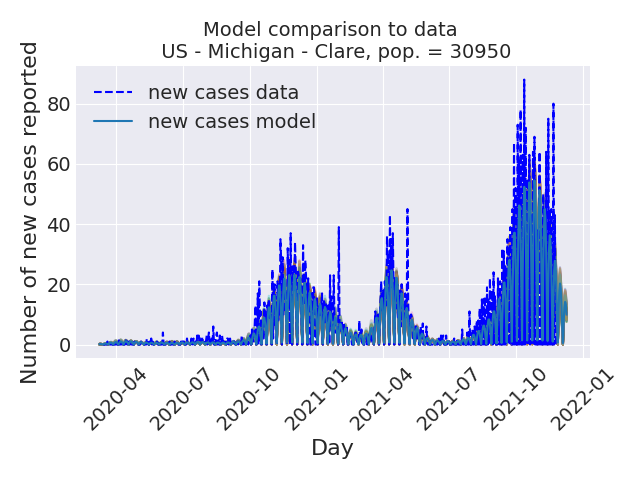 Model comparison to data
US - Michigan - Clare, pop. = 30950
Number of new cases reported
80
60
40
20
0
new cases data
new cases model
2020-04
2020-07
2020-10
2021-01
2021-04
2021-07
2021-10
2022-01
Day